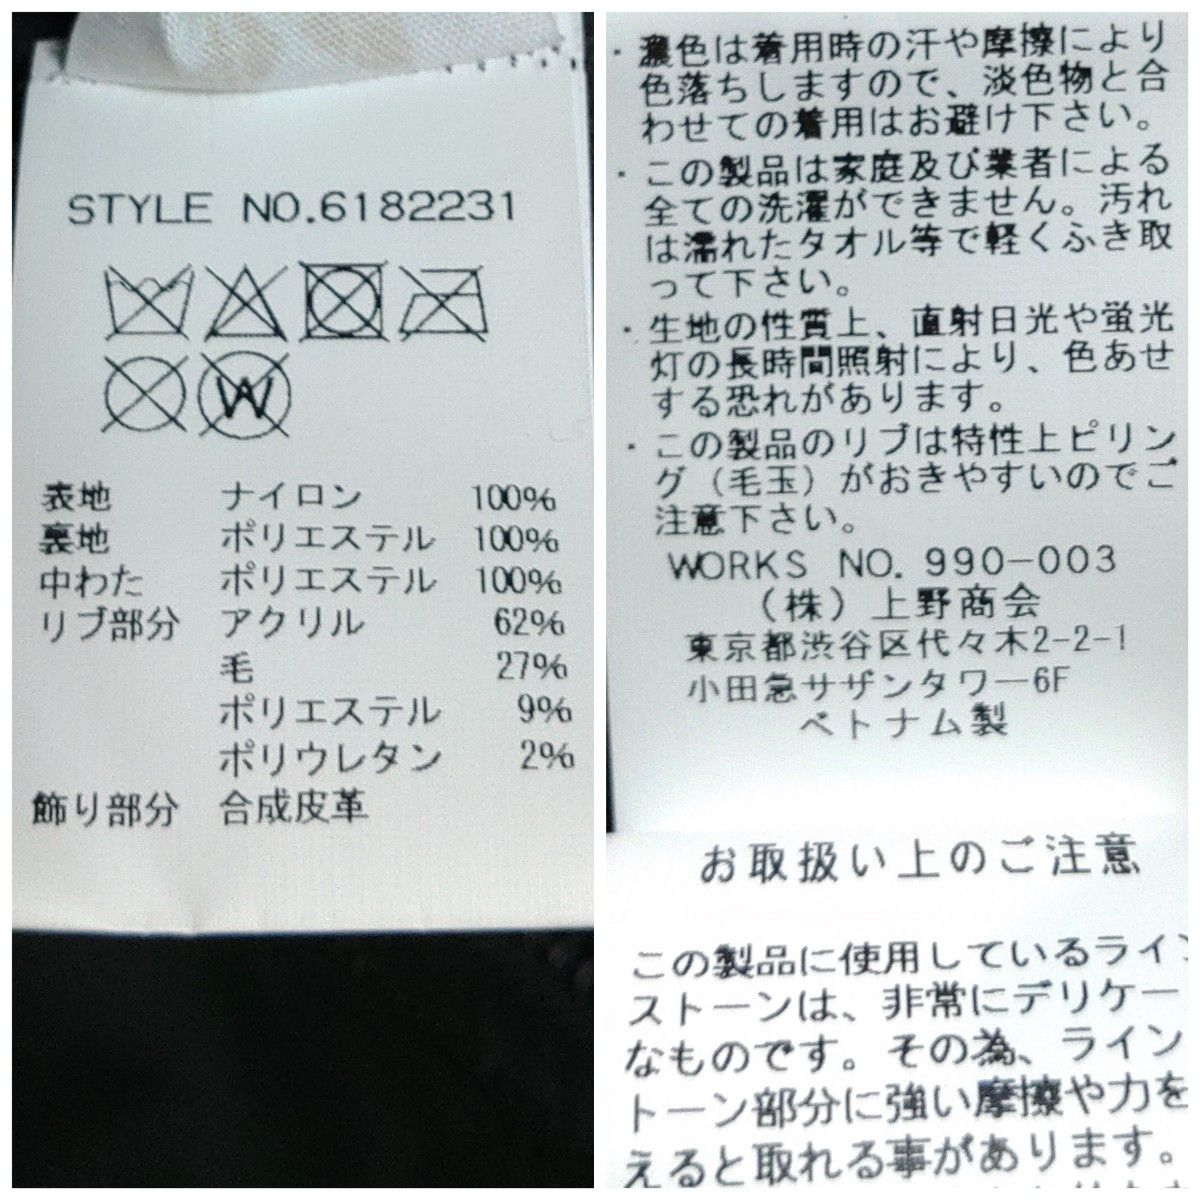 STYLE NO.6182231
W
表地 ナイロン 100%
裏地 ポリエステル 100%
中わた ポリエステル 100%
リブ部分 アクリル 62%
毛 27%
ポリエステル 9%
ポリウレタン 2%
飾り部分 合成皮革
・濃色は着用時の汗や摩擦により
色落ちしますので、淡色物と合
わせての着用はお避け下さい。
・この製品は家庭及び業者による
全ての洗濯ができません。汚れ
は濡れたタオル等で軽くふき取
って下さい。
・生地の性質上、直射日光や蛍光
灯の長時間照射により、色あせ
する恐れがあります。
・この製品のリブは特性上ピリン
グ（毛玉）がおきやすいのでご
注意下さい。
WORKS NO. 990-003
（株）上野商会
東京都渋谷区代々木2-2-1
小田急サザンタワー6F
ベトナム製
お取扱い上のご注意
この製品に使用しているライン
ストーンは、非常にデリケー
なものです。その為、ライン
トーン部分に強い摩擦や力を
えると取れる事があります。